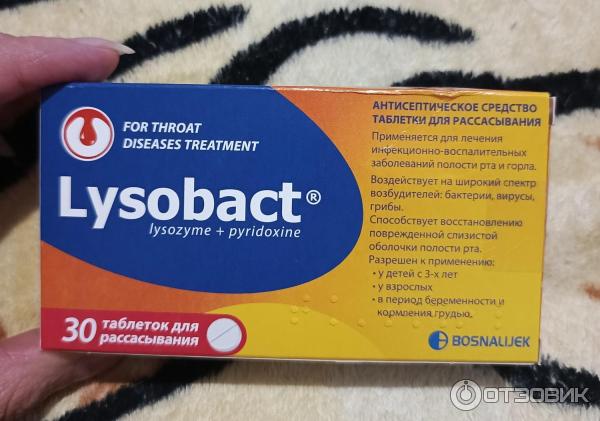 FOR THROAT
DISEASES TREATMENT
Lysobact®
lysozyme + pyridoxine
30 таблеток для
рассасывания
АНТИСЕПТИЧЕСКОЕ СРЕДСТВО
ТАБЛЕТКИ ДЛЯ РАССАСЫВАНИЯ
Применяется для лечения
инфекционно-воспалительных
заболеваний полости рта и горла.
Воздействует на широкий спектр
возбудителей: бактерии, вирусы,
грибы.
Способствует восстановлению
поврежденной слизистой
оболочки полости рта.
Разрешен к применению:
• у детей с 3-х лет
• у взрослых
• в период беременности и
кормления грудью.
BOSNALIJEK
ОТЗОВИК